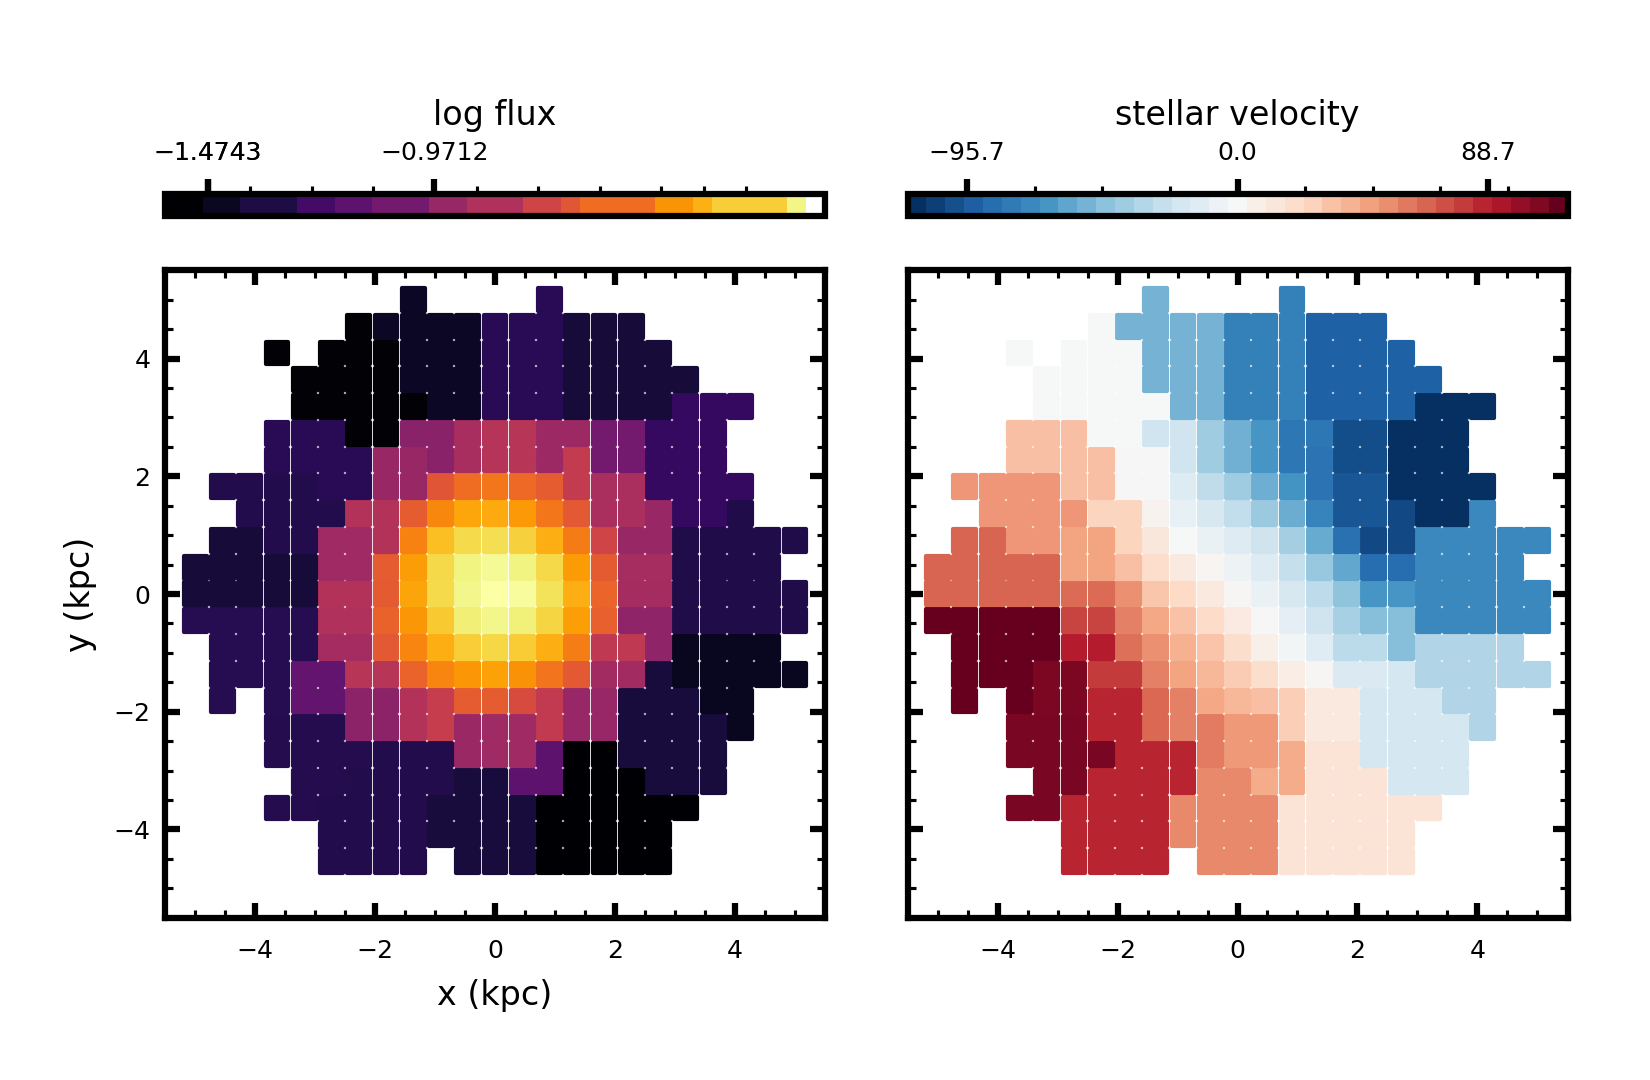 log flux
stellar velocity
−1.4743 −0.9712
−95.7 0.0 88.7
4
2
0
−2
−4
y (kpc)
−4 −2 0 2 4
−4 −2 0 2 4
x (kpc)